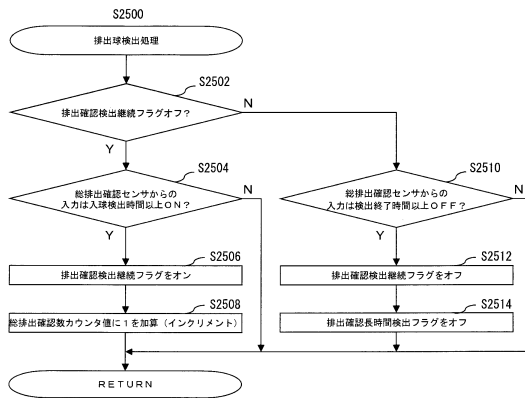 S2500
排出球検出処理
S2502
排出確認検出継続フラグオフ？
N
Y
S2504
総排出確認センサからの
入力は入球検出時間以上ＯＮ？
N
Y
S2510
総排出確認センサからの
入力は検出終了時間以上ＯＦＦ？
N
Y
S2506
排出確認検出継続フラグをオン
S2512
排出確認検出継続フラグをオフ
S2508
総排出確認数カウンタ値に１を加算（インクリメント）
S2514
排出確認長時間検出フラグをオフ
ＲＥＴＵＲＮ